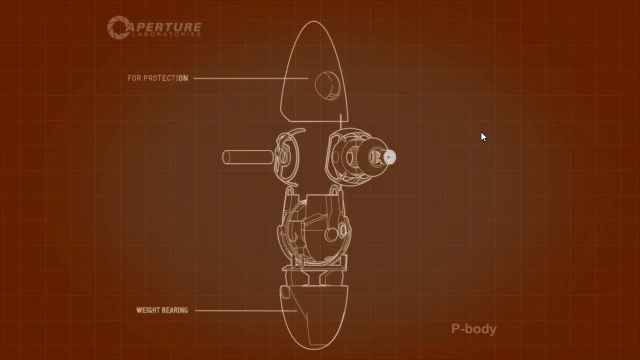 APERTURE
LABORATORIES
FOR PROTECTION
WEIGHT BEARING
P-body